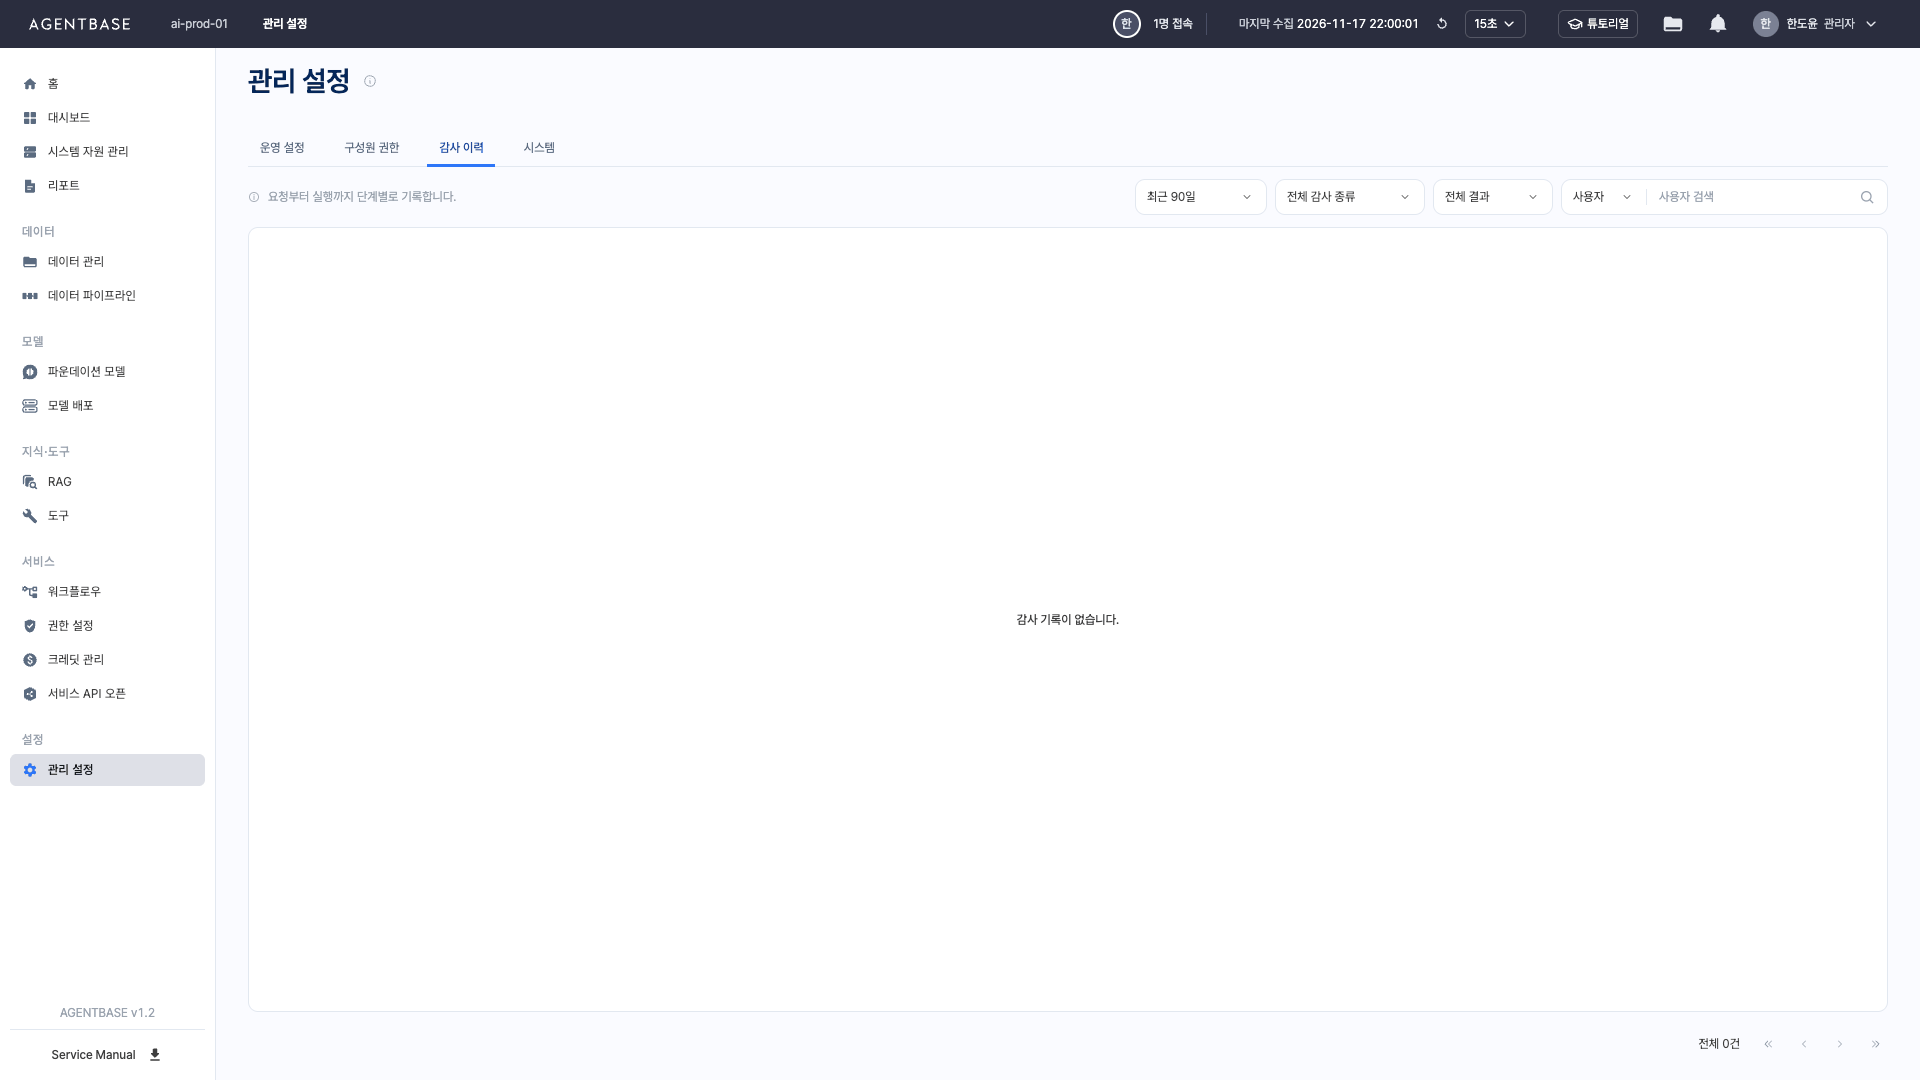 AGENTBASE
ai-prod-01
관리 설정
한
1명 접속
마지막 수집 2026-11-17 22:00:01
15초
튜토리얼
한
한도윤 관리자
홈
대시보드
시스템 자원 관리
리포트
데이터
데이터 관리
데이터 파이프라인
모델
파운데이션 모델
모델 배포
지식·도구
RAG
도구
서비스
워크플로우
권한 설정
크레딧 관리
서비스 API 오픈
설정
관리 설정
AGENTBASE v1.2
Service Manual
관리 설정
운영 설정
구성원 권한
감사 이력
시스템
요청부터 실행까지 단계별로 기록합니다.
최근 90일
전체 감사 종류
전체 결과
사용자
사용자 검색
감사 기록이 없습니다.
전체 0건